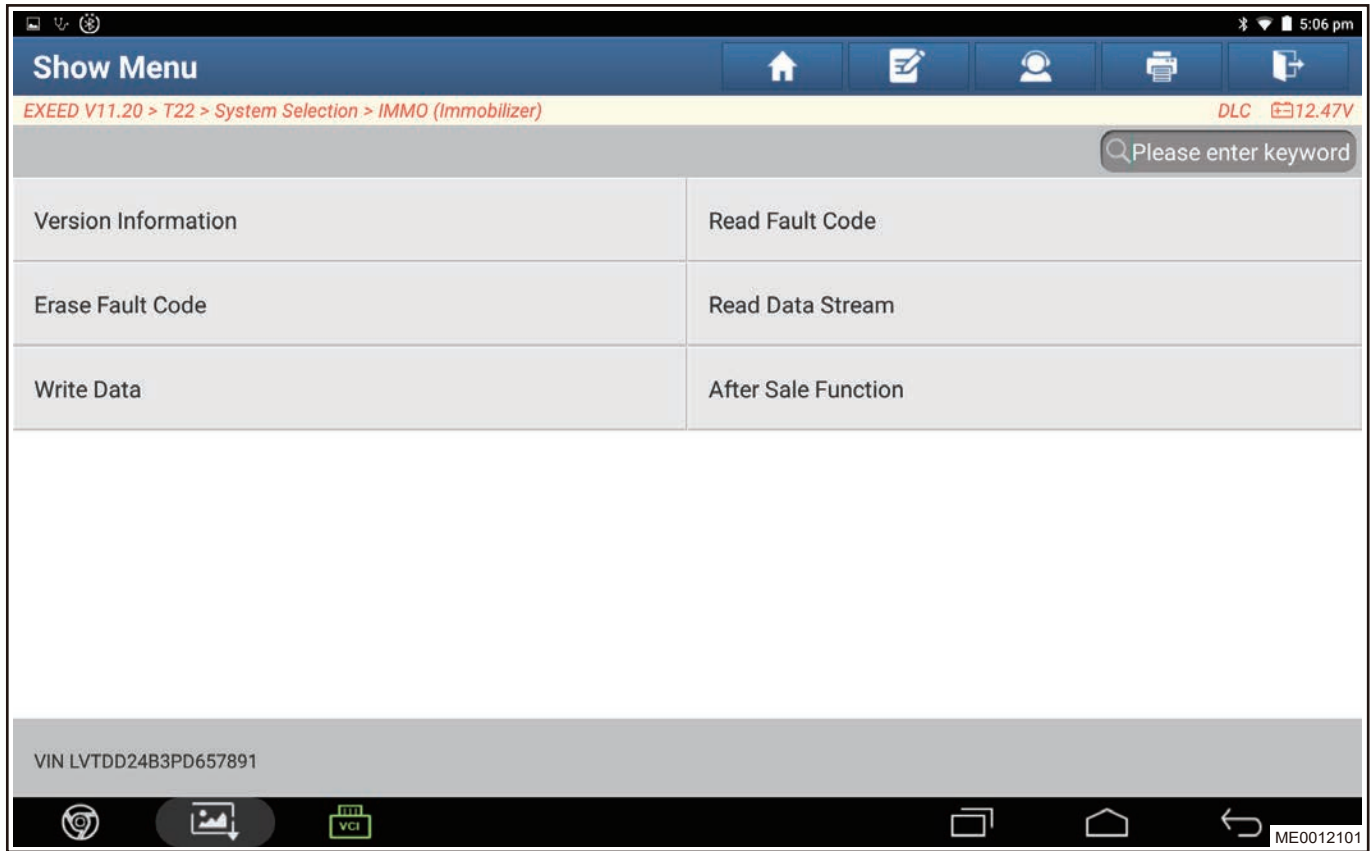 5:06 pm
Show Menu
EXEED V11.20 > T22 > System Selection > IMMO (Immobilizer)
DLC 12.47V
Please enter keyword
Version Information
Read Fault Code
Erase Fault Code
Read Data Stream
Write Data
After Sale Function
VIN LVTDD24B3PD657891
VCI
ME0012101